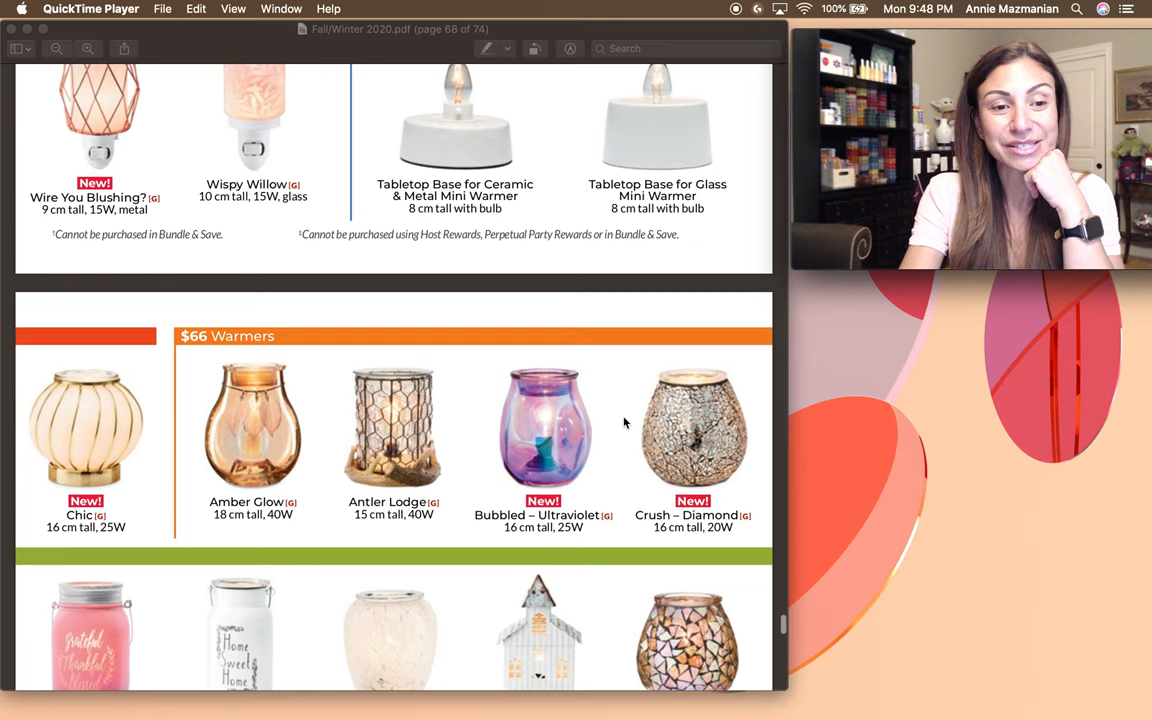 QuickTime Player File Edit View Window Help 100% Mon 9:48 PM Annie Mazmanian
Fall/Winter 2020.pdf (page 68 of 74)
Search
New!
Wire You Blushing? [G]
9 cm tall, 15W, metal
Wispy Willow [G]
10 cm tall, 15W, glass
Tabletop Base for Ceramic
& Metal Mini Warmer
8 cm tall with bulb
Tabletop Base for Glass
Mini Warmer
8 cm tall with bulb
†Cannot be purchased in Bundle & Save.
‡Cannot be purchased using Host Rewards, Perpetual Party Rewards or in Bundle & Save.
$66 Warmers
New!
Chic [G]
16 cm tall, 25W
Amber Glow [G]
18 cm tall, 40W
Antler Lodge [G]
15 cm tall, 40W
New!
Bubbled – Ultraviolet [G]
16 cm tall, 25W
New!
Crush – Diamond [G]
16 cm tall, 20W
Grateful
Thankful
Blessed
Home
Sweet
Home